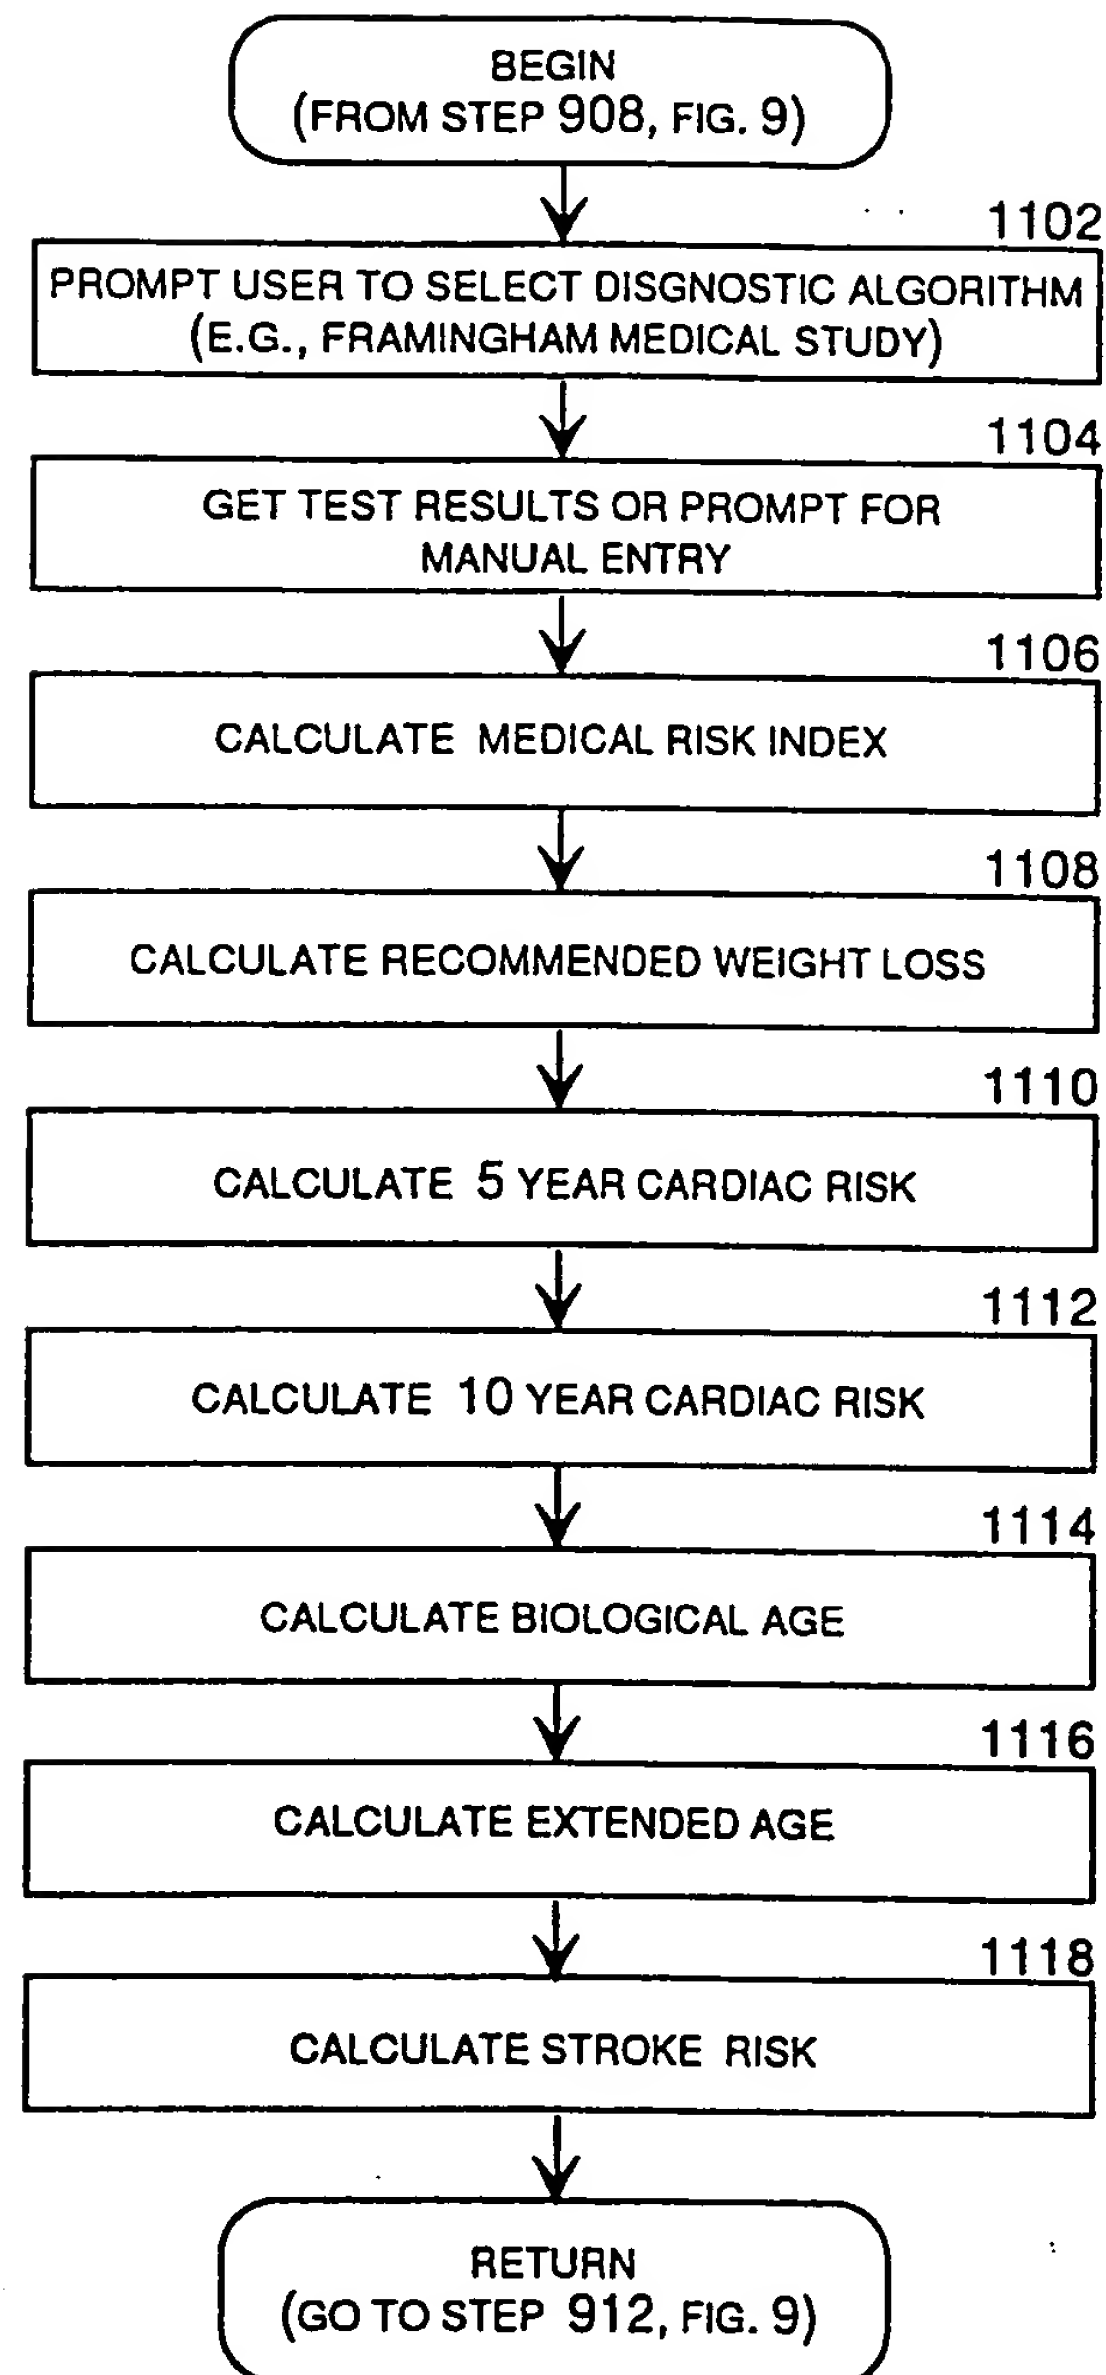 BEGIN
(FROM STEP 908, FIG. 9)
1102
PROMPT USER TO SELECT DISGNOSTIC ALGORITHM
(E.G., FRAMINGHAM MEDICAL STUDY)
1104
GET TEST RESULTS OR PROMPT FOR
MANUAL ENTRY
1106
CALCULATE MEDICAL RISK INDEX
1108
CALCULATE RECOMMENDED WEIGHT LOSS
1110
CALCULATE 5 YEAR CARDIAC RISK
1112
CALCULATE 10 YEAR CARDIAC RISK
1114
CALCULATE BIOLOGICAL AGE
1116
CALCULATE EXTENDED AGE
1118
CALCULATE STROKE RISK
RETURN
(GO TO STEP 912, FIG. 9)